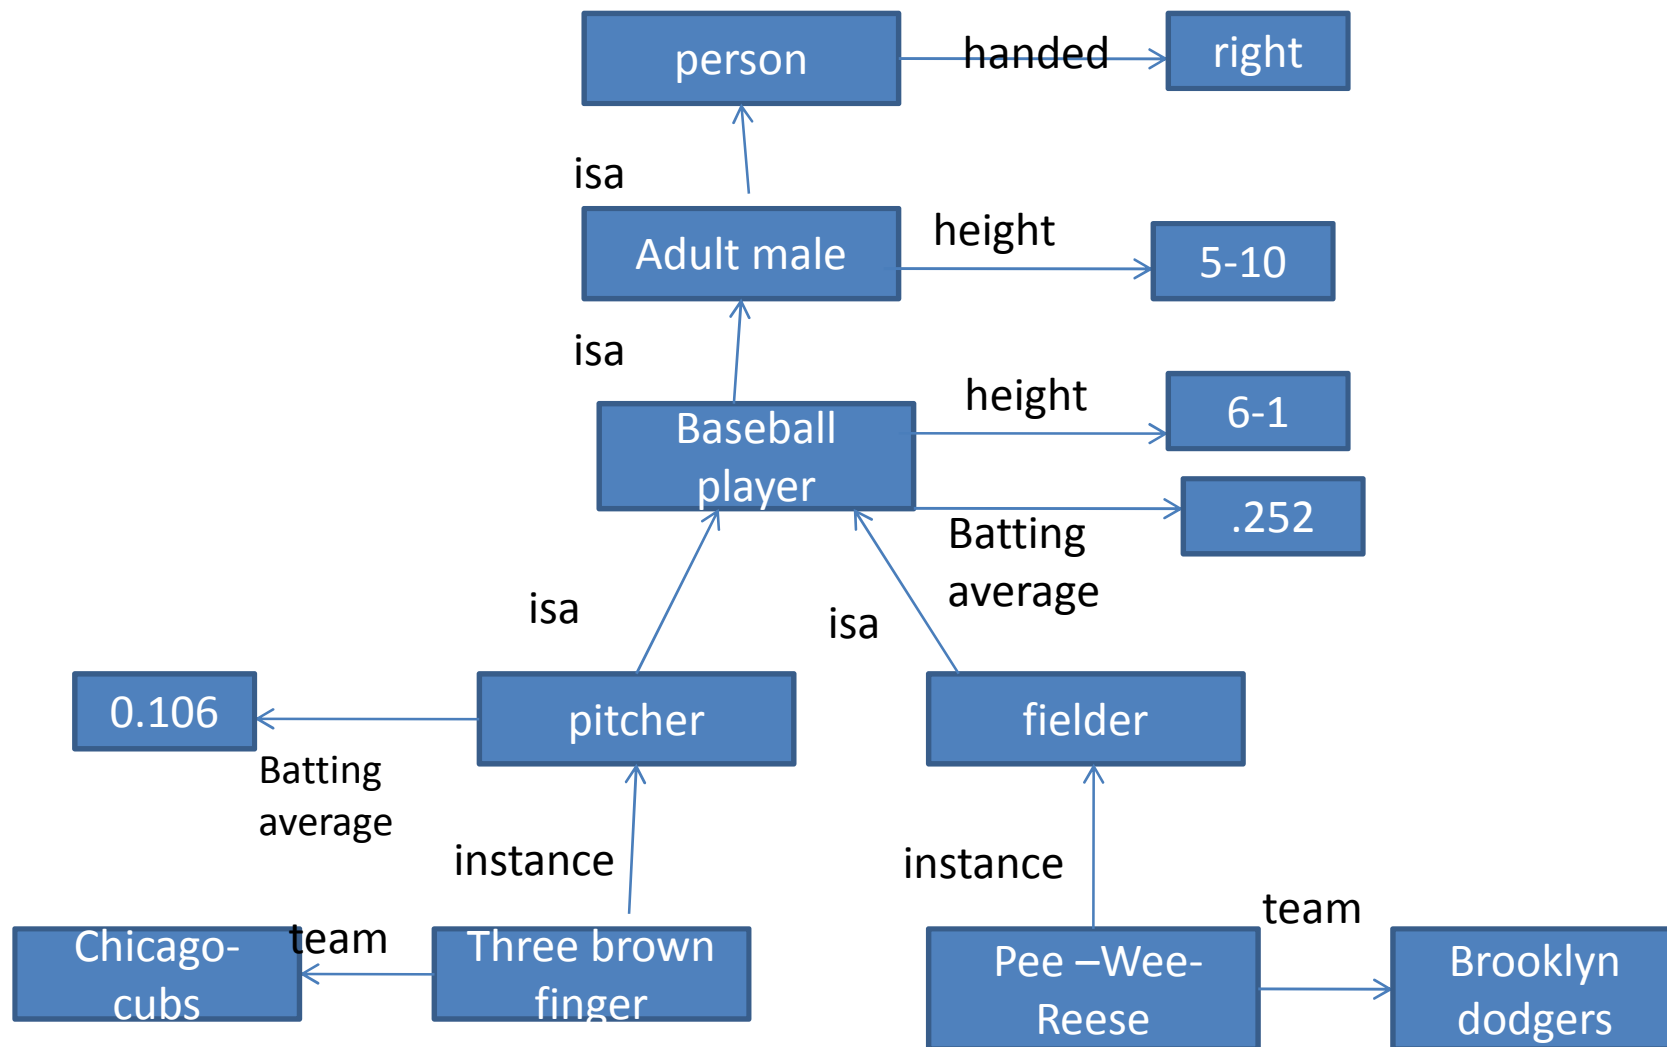 person
handed
right
isa
Adult male
height
5-10
isa
Baseball
player
height
6-1
.252
Batting
average
isa
isa
0.106
pitcher
fielder
Batting
average
instance
instance
Chicago-
cubs
team
Three brown
finger
Pee –Wee-
Reese
team
Brooklyn
dodgers